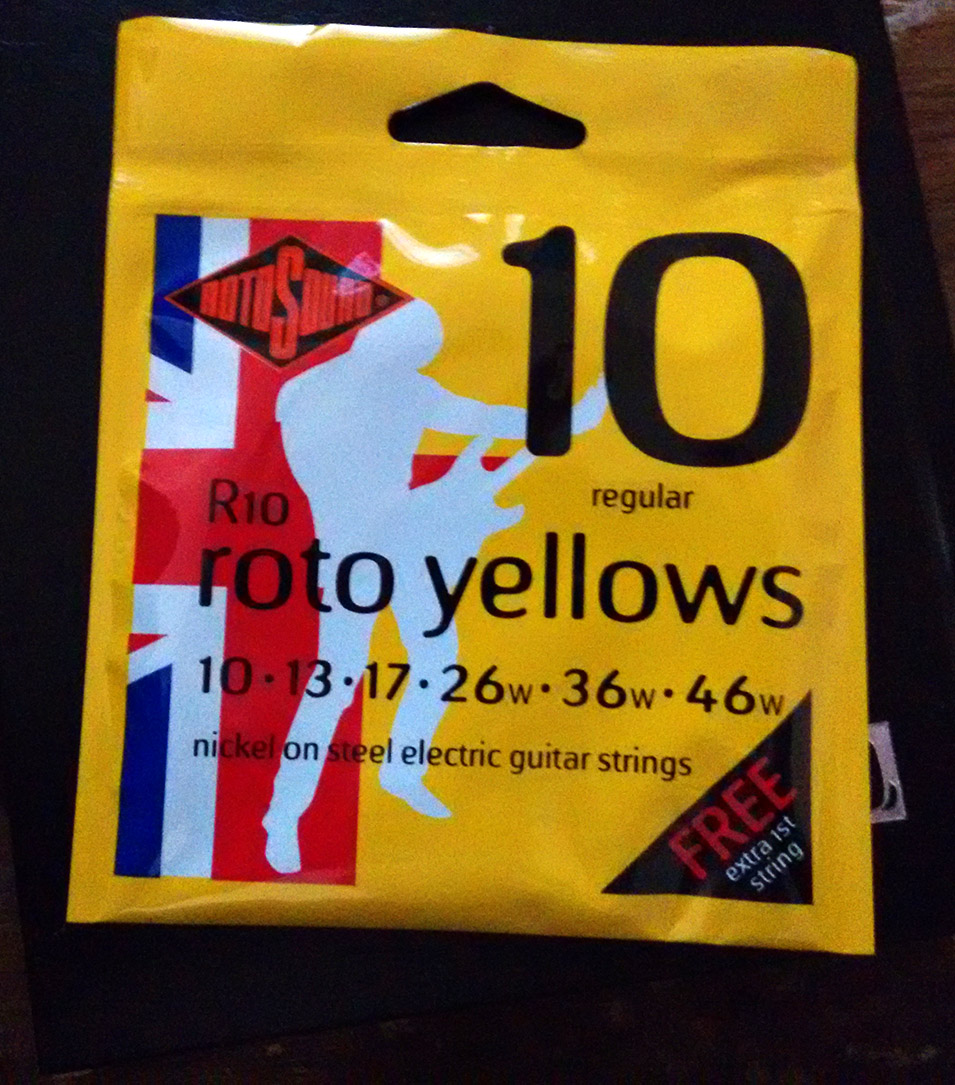 ROTOSOUND
10
regular
R10
roto yellows
10·13·17·26w·36w·46w
nickel on steel electric guitar strings
FREE
extra 1st
string